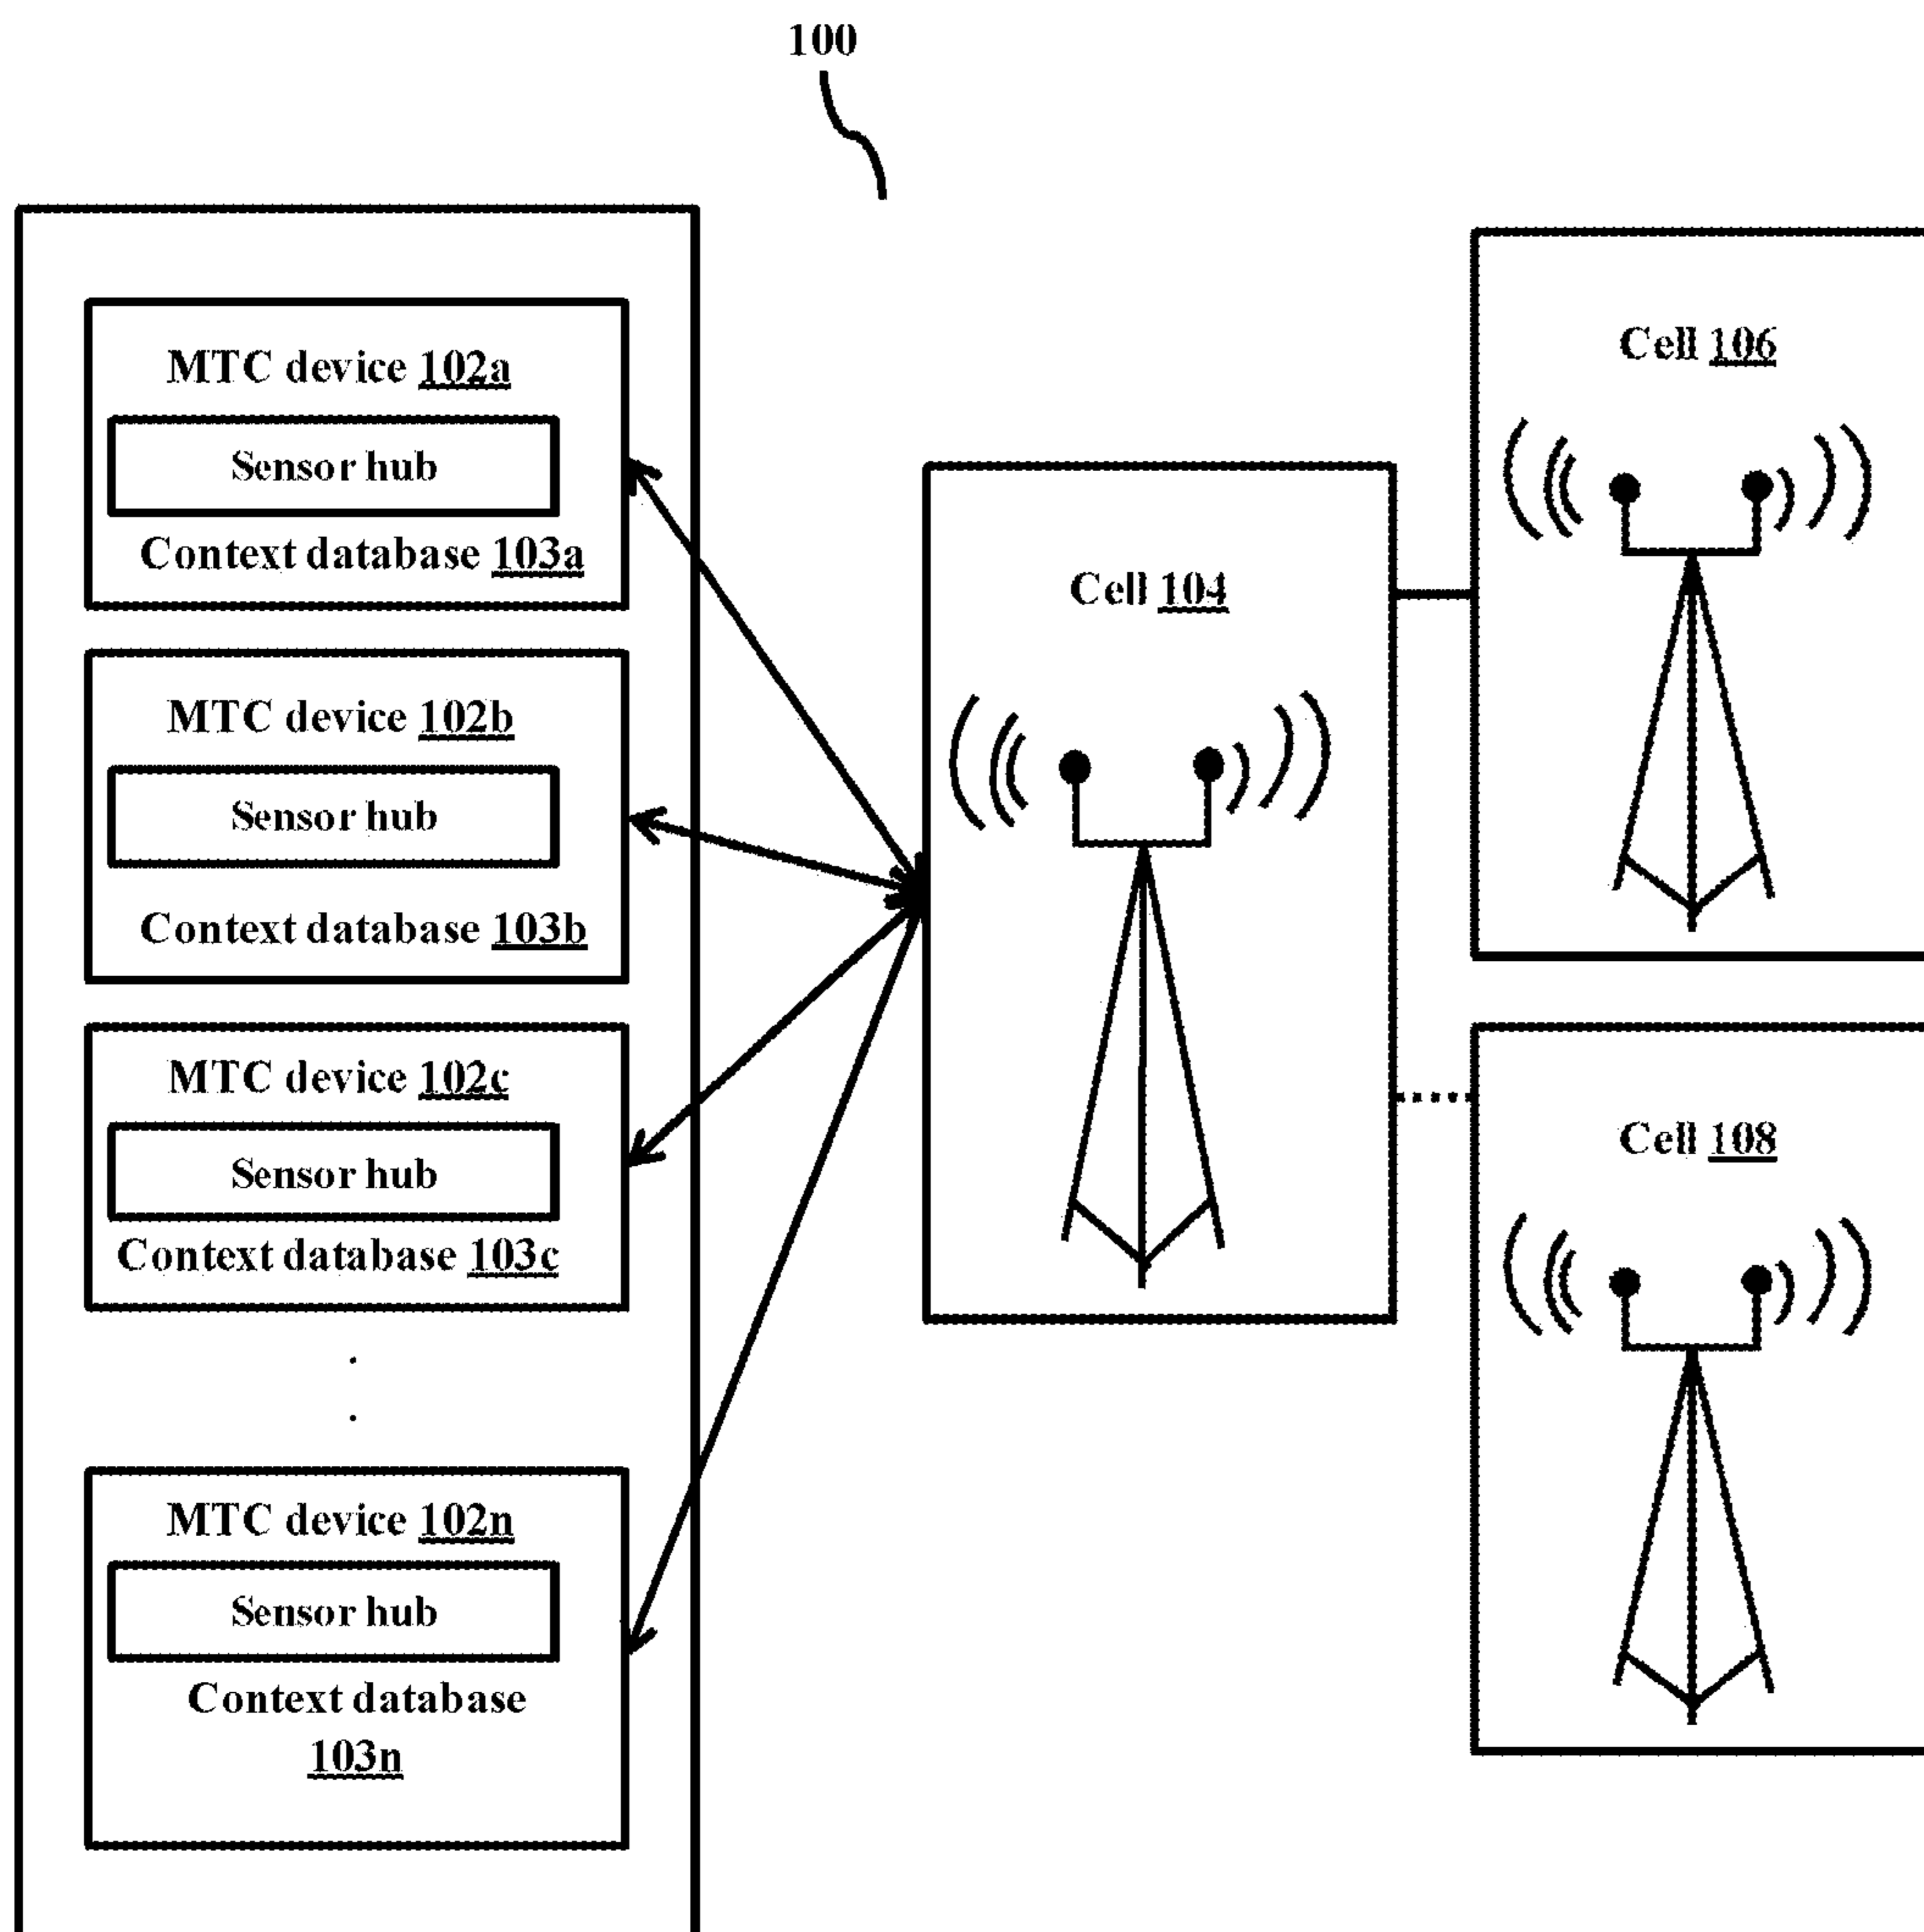 100
MTC device 102a
Sensor hub
Context database 103a
MTC device 102b
Sensor hub
Context database 103b
MTC device 102c
Sensor hub
Context database 103c
.
.
MTC device 102n
Sensor hub
Context database
103n
Cell 104
Cell 106
Cell 108